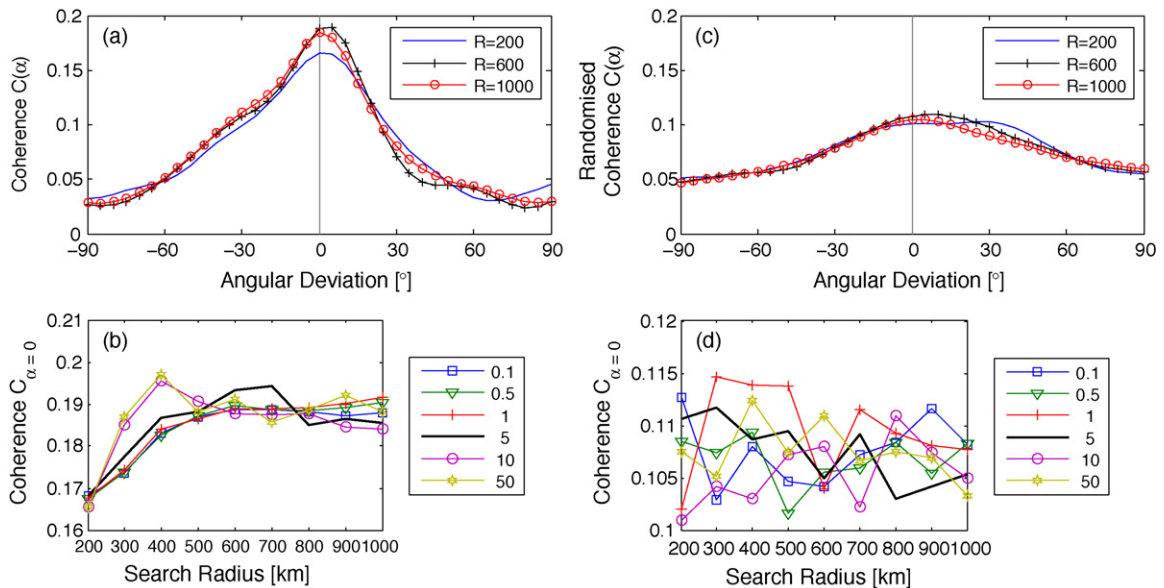 (a)
Coherence C(α)
0.2
0.15
0.1
0.05
0
R=200
R=600
R=1000
−90 −60 −30 0 30 60 90
Angular Deviation [°]
(c)
Randomised
Coherence C(α)
0.2
0.15
0.1
0.05
0
R=200
R=600
R=1000
−90 −60 −30 0 30 60 90
Angular Deviation [°]
(b)
Coherence C α = 0
0.21
0.2
0.19
0.18
0.17
0.16
200 300 400 500 600 700 800 9001000
Search Radius [km]
0.1
0.5
1
5
10
50
(d)
Coherence C α = 0
0.12
0.115
0.11
0.105
0.1
200 300 400 500 600 700 800 9001000
Search Radius [km]
0.1
0.5
1
5
10
50